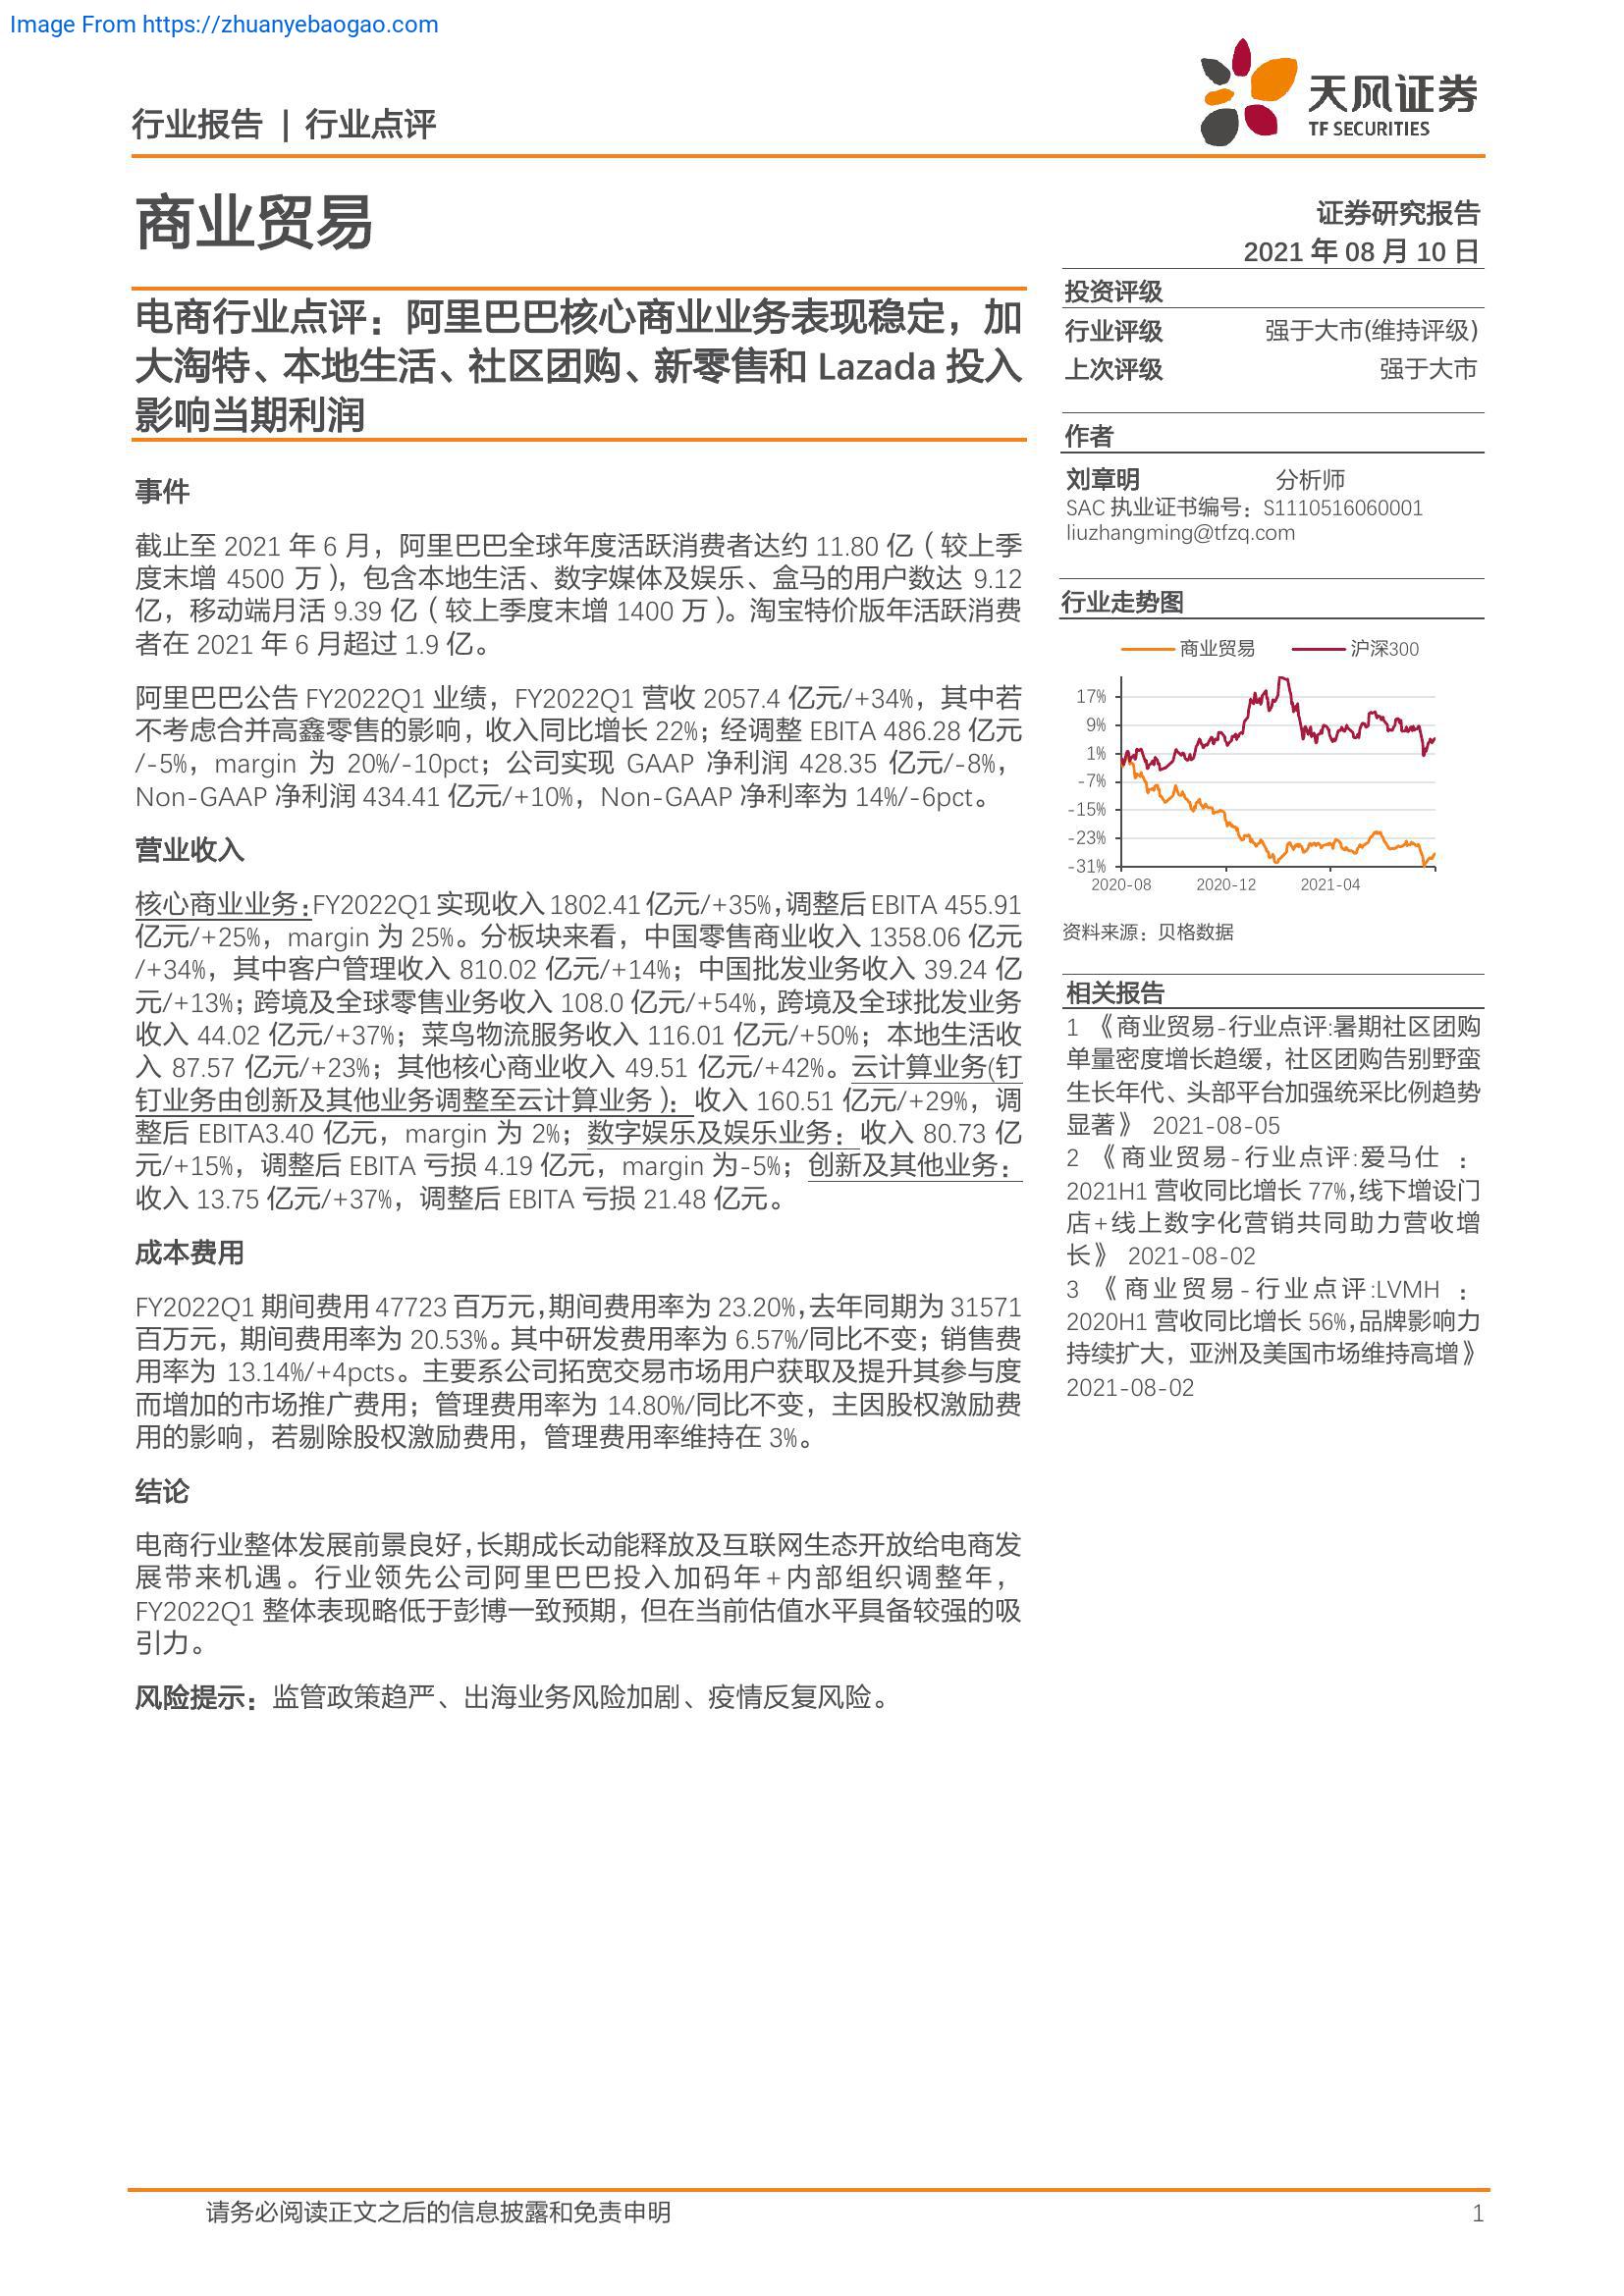 Image From https://zhuanyebaogao.com
行业报告 | 行业点评
天风证券
TF SECURITIES
商业贸易
证券研究报告
2021 年 08 月 10 日
电商行业点评：阿里巴巴核心商业业务表现稳定，加
大淘特、本地生活、社区团购、新零售和 Lazada 投入
影响当期利润
事件
截止至 2021 年 6 月，阿里巴巴全球年度活跃消费者达约 11.80 亿（较上季
度末增 4500 万），包含本地生活、数字媒体及娱乐、盒马的用户数达 9.12
亿，移动端月活 9.39 亿（较上季度末增 1400 万）。淘宝特价版年活跃消费
者在 2021 年 6 月超过 1.9 亿。
阿里巴巴公告 FY2022Q1 业绩，FY2022Q1 营收 2057.4 亿元/+34%，其中若
不考虑合并高鑫零售的影响，收入同比增长 22%；经调整 EBITA 486.28 亿元
/-5%，margin 为 20%/-10pct；公司实现 GAAP 净利润 428.35 亿元/-8%，
Non-GAAP 净利润 434.41 亿元/+10%，Non-GAAP 净利率为 14%/-6pct。
营业收入
核心商业业务：FY2022Q1 实现收入 1802.41 亿元/+35%，调整后 EBITA 455.91
亿元/+25%，margin 为 25%。分板块来看，中国零售商业收入 1358.06 亿元
/+34%，其中客户管理收入 810.02 亿元/+14%；中国批发业务收入 39.24 亿
元/+13%；跨境及全球零售业务收入 108.0 亿元/+54%，跨境及全球批发业务
收入 44.02 亿元/+37%；菜鸟物流服务收入 116.01 亿元/+50%；本地生活收
入 87.57 亿元/+23%；其他核心商业收入 49.51 亿元/+42%。云计算业务(钉
钉业务由创新及其他业务调整至云计算业务）：收入 160.51 亿元/+29%，调
整后 EBITA3.40 亿元，margin 为 2%；数字娱乐及娱乐业务：收入 80.73 亿
元/+15%，调整后 EBITA 亏损 4.19 亿元，margin 为-5%；创新及其他业务：
收入 13.75 亿元/+37%，调整后 EBITA 亏损 21.48 亿元。
成本费用
FY2022Q1 期间费用 47723 百万元，期间费用率为 23.20%，去年同期为 31571
百万元，期间费用率为 20.53%。其中研发费用率为 6.57%/同比不变；销售费
用率为 13.14%/+4pcts。主要系公司拓宽交易市场用户获取及提升其参与度
而增加的市场推广费用；管理费用率为 14.80%/同比不变，主因股权激励费
用的影响，若剔除股权激励费用，管理费用率维持在 3%。
结论
电商行业整体发展前景良好，长期成长动能释放及互联网生态开放给电商发
展带来机遇。行业领先公司阿里巴巴投入加码年+内部组织调整年，
FY2022Q1 整体表现略低于彭博一致预期，但在当前估值水平具备较强的吸
引力。
风险提示：监管政策趋严、出海业务风险加剧、疫情反复风险。
投资评级
行业评级 强于大市(维持评级)
上次评级 强于大市
作者
刘章明 分析师
SAC 执业证书编号：S1110516060001
liuzhangming@tfzq.com
行业走势图
商业贸易 沪深300
17%
9%
1%
-7%
-15%
-23%
-31%
2020-08 2020-12 2021-04
资料来源：贝格数据
相关报告
1 《商业贸易-行业点评:暑期社区团购
单量密度增长趋缓，社区团购告别野蛮
生长年代、头部平台加强统采比例趋势
显著》 2021-08-05
2 《商业贸易-行业点评:爱马仕 ：
2021H1 营收同比增长 77%，线下增设门
店+线上数字化营销共同助力营收增
长》 2021-08-02
3 《商业贸易-行业点评:LVMH ：
2020H1 营收同比增长 56%，品牌影响力
持续扩大，亚洲及美国市场维持高增》
2021-08-02
请务必阅读正文之后的信息披露和免责申明 1